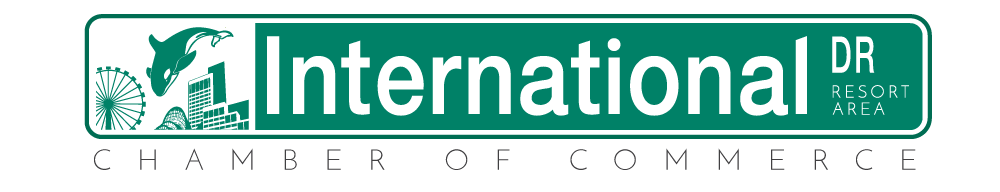 International DR
RESORT
AREA
CHAMBER OF COMMERCE